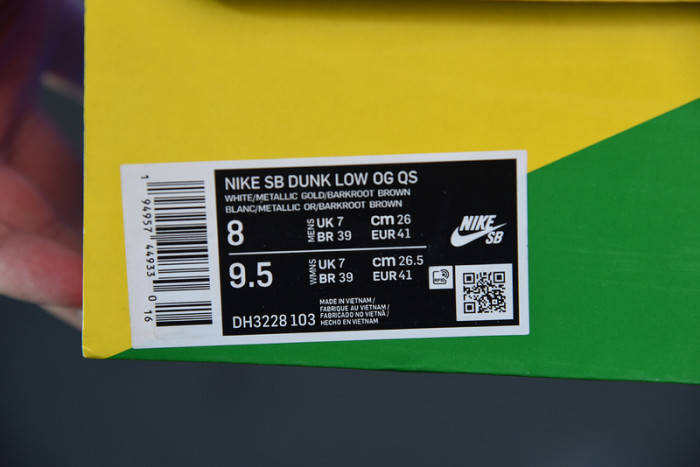 NIKE SB DUNK LOW OG QS
WHITE/METALLIC GOLD/BARKROOT BROWN
BLANC/METALLIC OR/BARKROOT BROWN
8 MENS UK 7 cm 26
BR 39 EUR 41
9.5 WMNS UK 7 cm 26.5
BR 39 EUR 41
DH3228 103
MADE IN VIETNAM/
FABRIQUE AU VIETNAM/
FABRICADO NO VIETNÃ/
HECHO EN VIETNAM
NIKE
SB
1 94957 44933 0 16